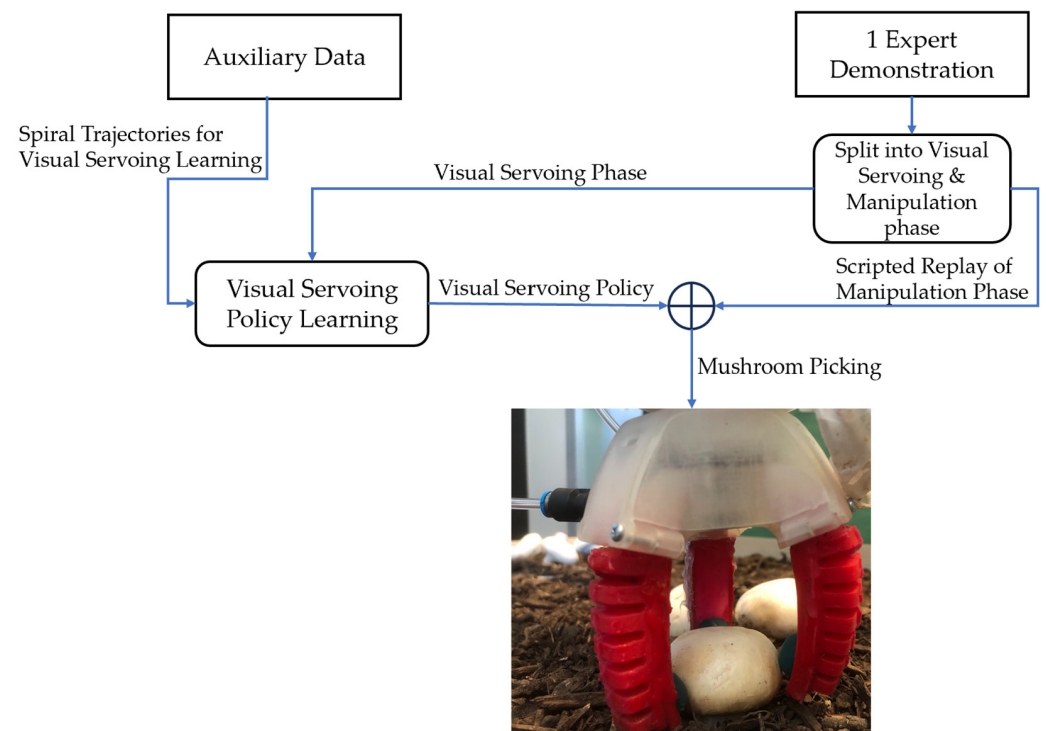 Auxiliary Data
1 Expert
Demonstration
Spiral Trajectories for
Visual Servoing Learning
Split into Visual
Servoing &
Manipulation
phase
Visual Servoing Phase
Scripted Replay of
Manipulation Phase
Visual Servoing
Policy Learning
Visual Servoing Policy
Mushroom Picking